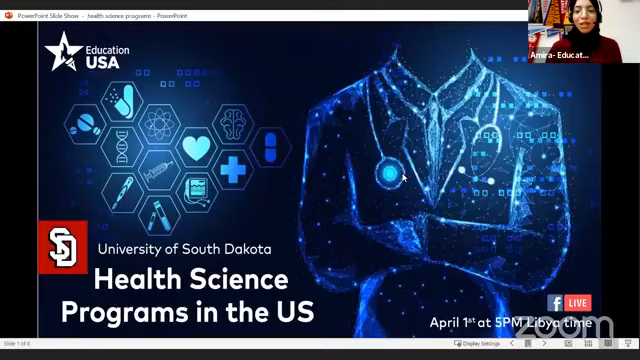 PowerPoint Slide Show - health science programs - PowerPoint
Amira- Educat...
Education
USA
SD
University of South Dakota
Health Science
Programs in the US
f LIVE
April 1st at 5PM Libya time
zoom
Slide 1 of 8
Display Settings